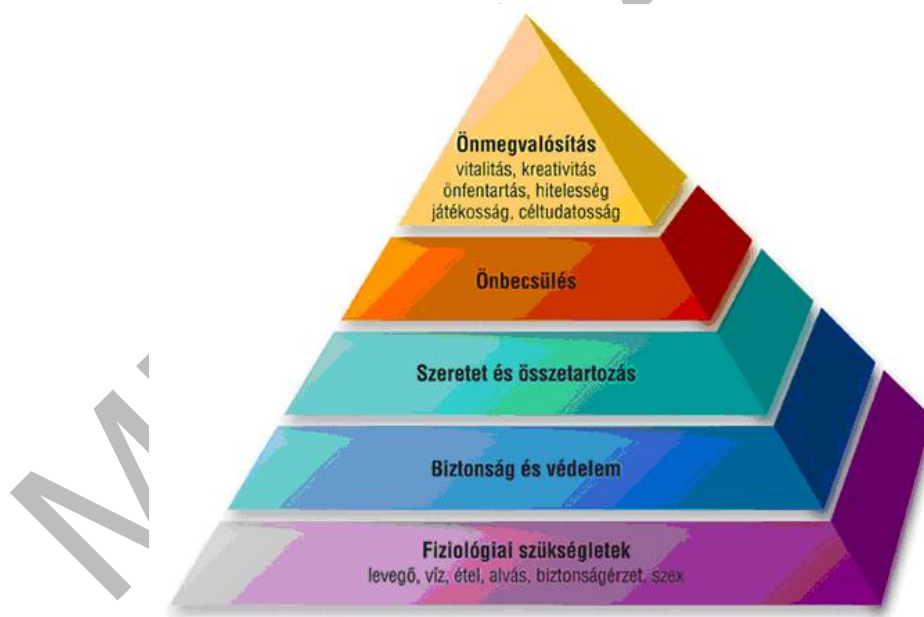 Önmegvalósítás
vitalitás, kreativitás
önfentartás, hitelesség
játékosság, céltudatosság
Önbecsülés
Szeretet és összetartozás
Biztonság és védelem
Fiziológiai szükségletek
levegő, víz, étel, alvás, biztonságérzet, szex
M